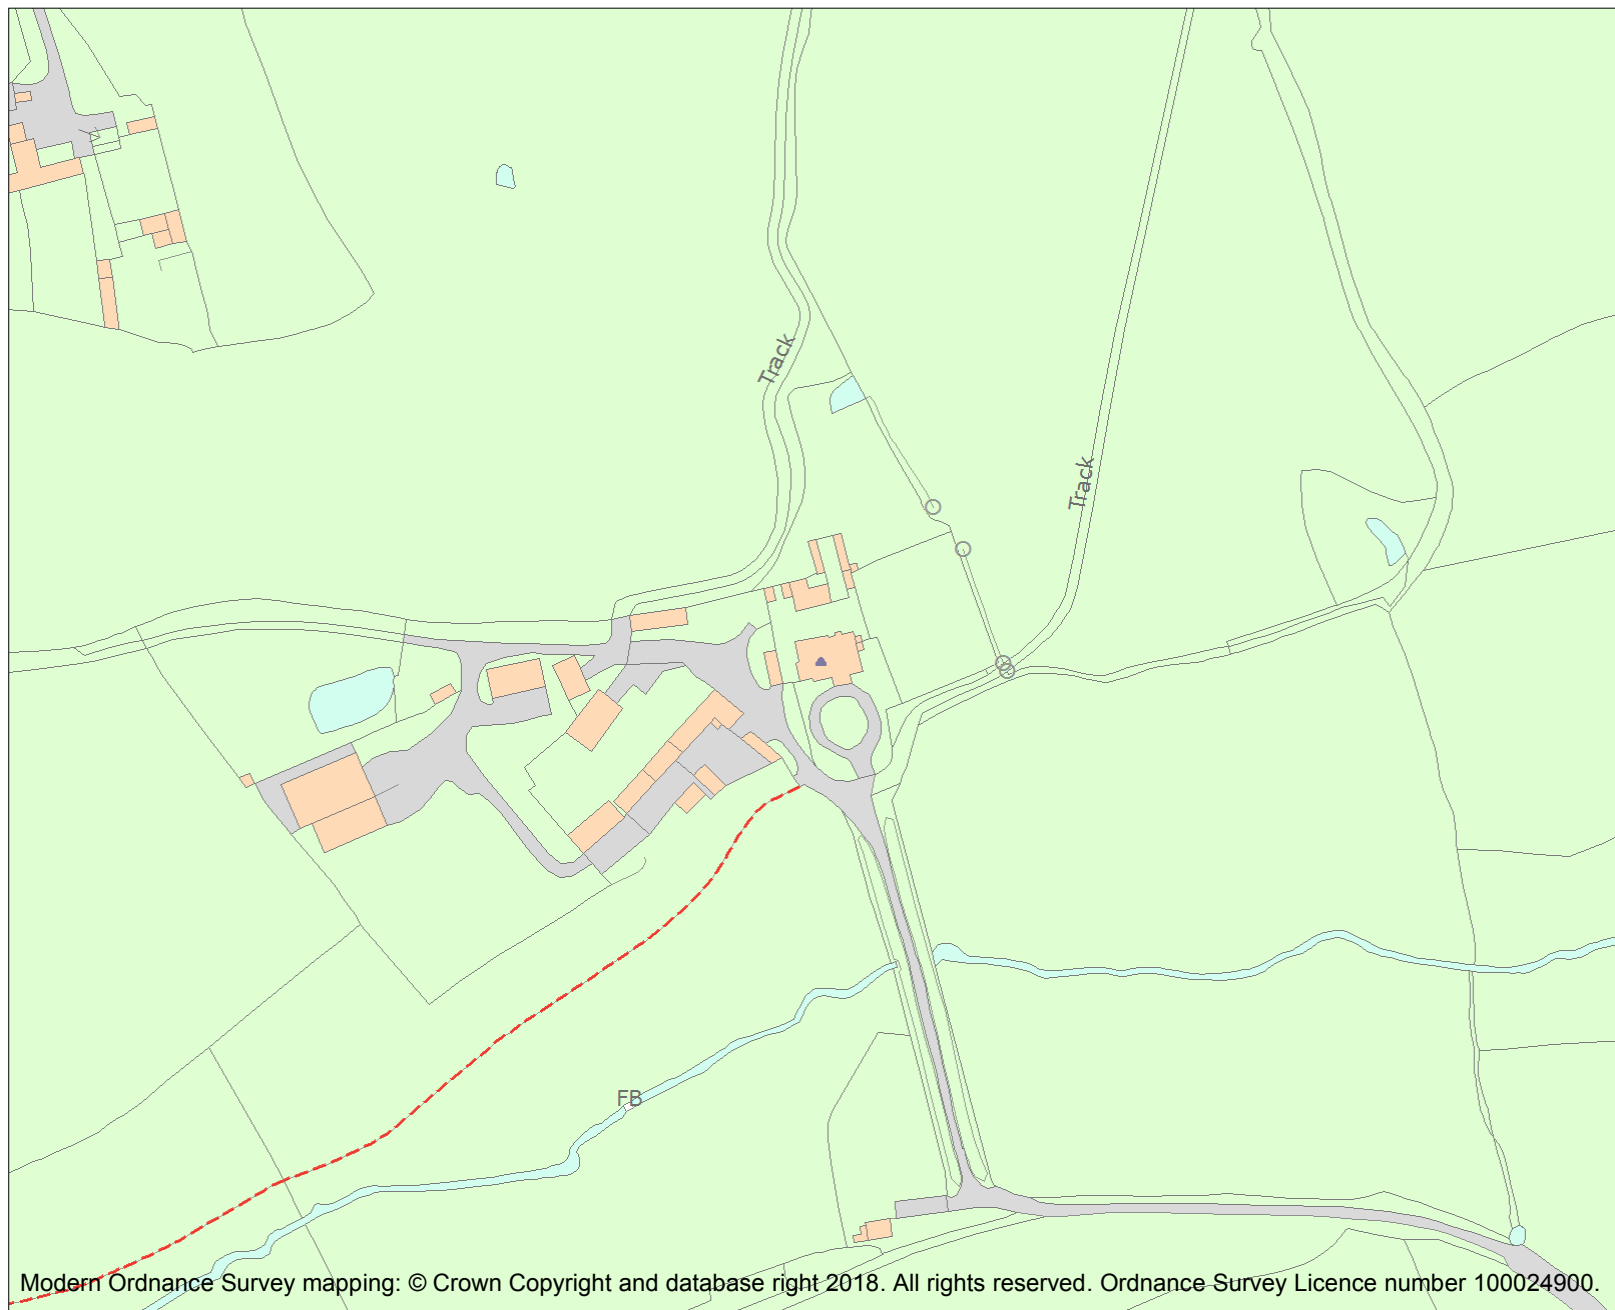 Track
Track
FB
Modern Ordnance Survey mapping: © Crown Copyright and database right 2018. All rights reserved. Ordnance Survey Licence number 100024900.